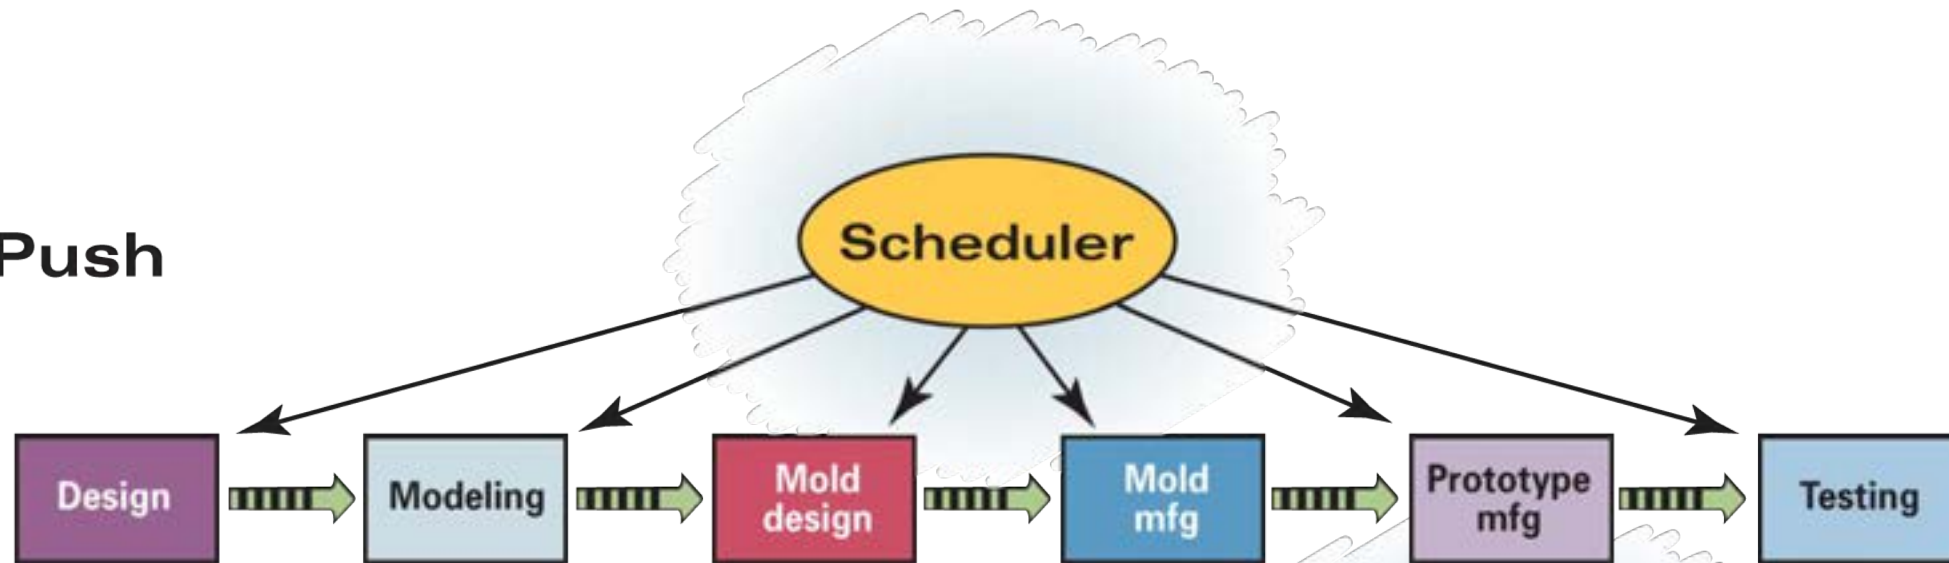 Scheduler
Push
Design
Modeling
Mold
design
Mold
mfg
Prototype
mfg
Testing